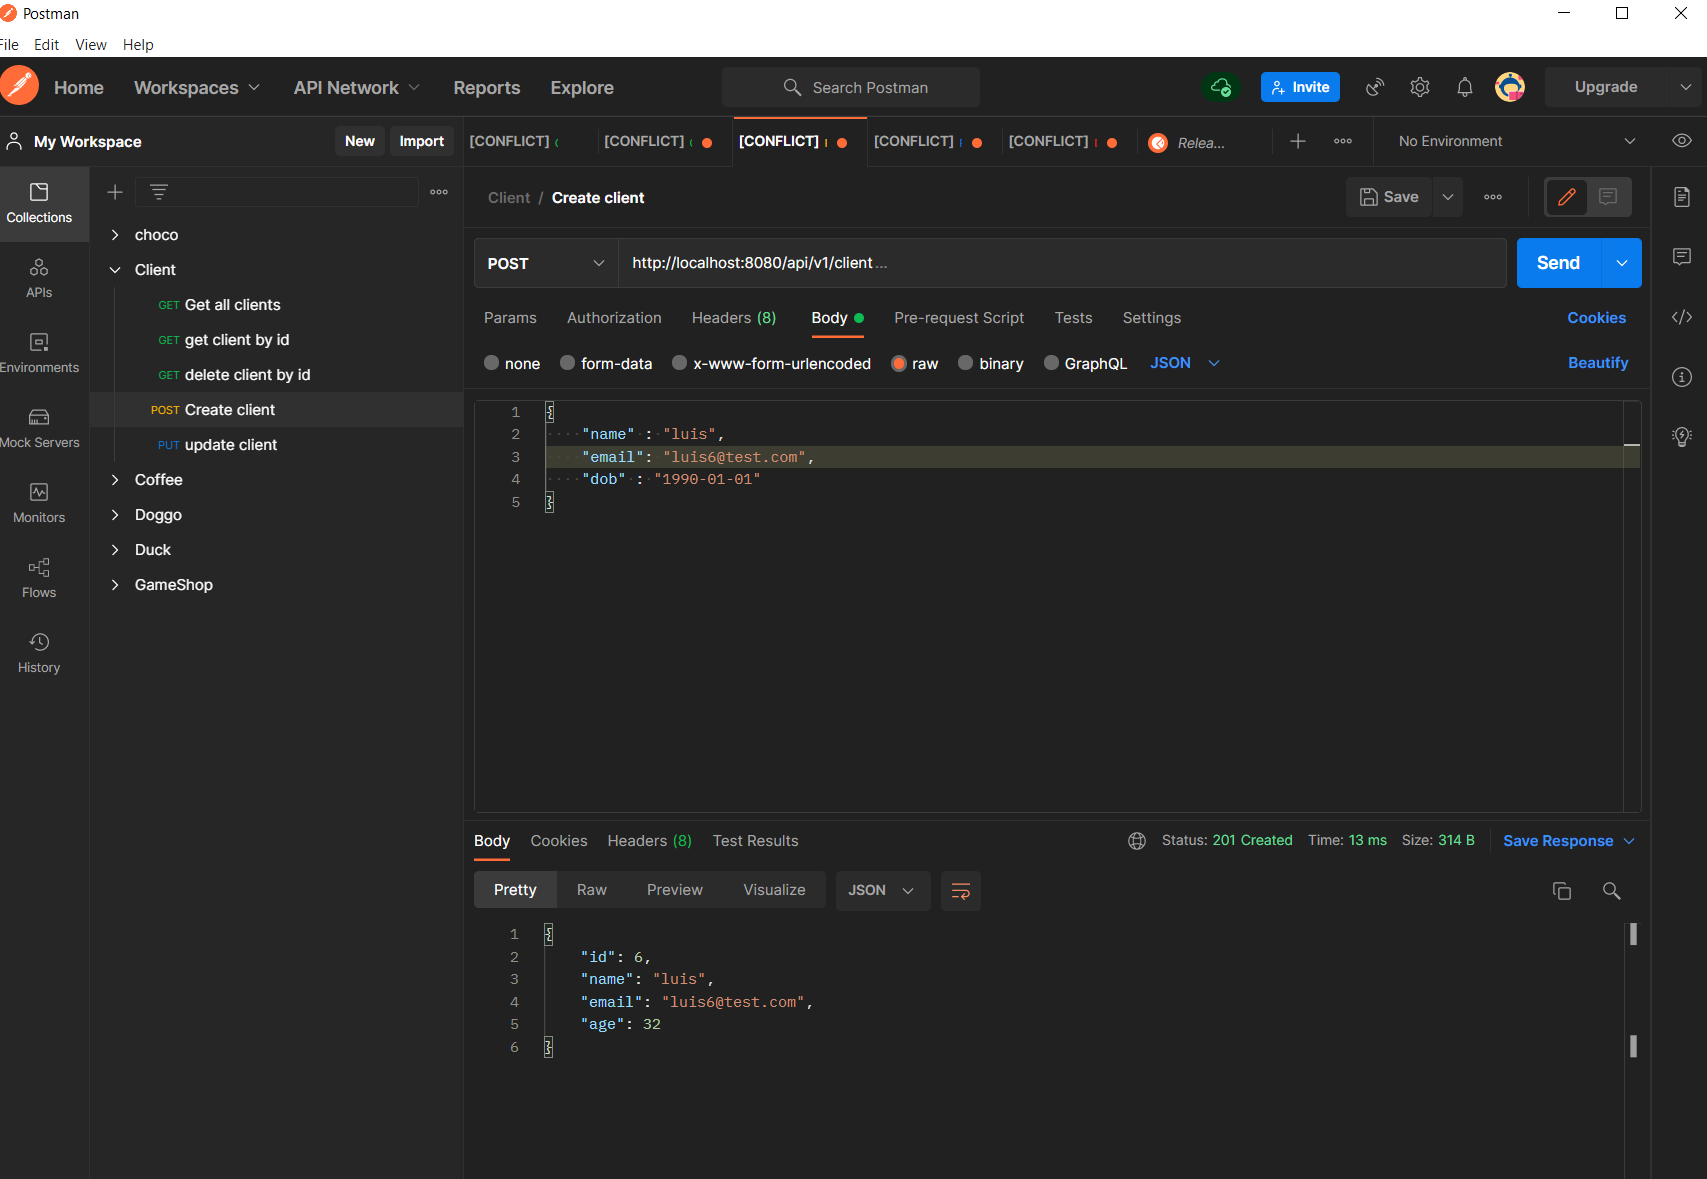 Postman
File Edit View Help
Home Workspaces API Network Reports Explore Search Postman Invite Upgrade
My Workspace New Import [CONFLICT] [CONFLICT] [CONFLICT] [CONFLICT] [CONFLICT] Relea... No Environment
Collections
APIs
Environments
Mock Servers
Monitors
Flows
History
choco
Client
GET Get all clients
GET get client by id
GET delete client by id
POST Create client
PUT update client
Coffee
Doggo
Duck
GameShop
Client / Create client Save
POST http://localhost:8080/api/v1/client... Send
Params Authorization Headers (8) Body Pre-request Script Tests Settings Cookies
none form-data x-www-form-urlencoded raw binary GraphQL JSON Beautify
1 {
2 "name" : "luis",
3 "email": "luis6@test.com",
4 "dob" : "1990-01-01"
5 }
Body Cookies Headers (8) Test Results Status: 201 Created Time: 13 ms Size: 314 B Save Response
Pretty Raw Preview Visualize JSON
1 {
2 "id": 6,
3 "name": "luis",
4 "email": "luis6@test.com",
5 "age": 32
6 }